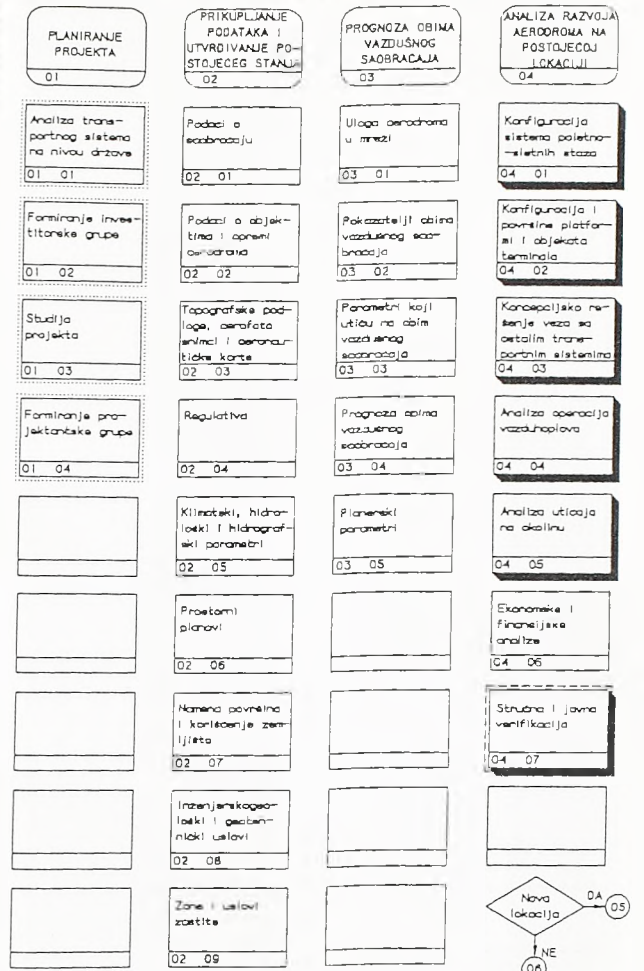 PLANIRANJE
PROJEKTA
01
Analiza trans-
portnog sistema
na nivou države
01 01
Formiranje inves-
titorske grupe
01 02
Studija
projekta
01 03
Formiranje pro-
jektantske grupe
01 04
PRIKUPLJANJE
PODATAKA I
UTVRĐIVANJE PO-
STOJEĆEG STANJA
02
Podaci o
saobraćaju
02 01
Podaci o objek-
tima i opremi
aerodroma
02 02
Topografske pod-
loge, aerofoto
snimci i aeronau-
tičke karte
02 03
Regulativa
02 04
Klimatski, hidro-
loški i hidrograf-
ski parametri
02 05
Prostorni
planovi
02 06
Namena površina
i korišćenje zem-
ljišta
02 07
Inženjerskogeo-
loški i geoteh-
nički uslovi
02 08
Zone i uslovi
zaštite
02 09
PROGNOZA OBIMA
VAZDUŠNOG
SAOBRAĆAJA
03
Uloga aerodroma
u mreži
03 01
Pokazatelji obima
vazdušnog sao-
braćaja
03 02
Parametri koji
utiču na obim
vazdušnog
saobraćaja
03 03
Prognoza obima
vazdušnog
saobraćaja
03 04
Planerski
parametri
03 05
ANALIZA RAZVOJA
AERODROMA NA
POSTOJEĆOJ
LOKACIJI
04
Konfiguracija
sistema poletno-
-sletnih staza
04 01
Konfiguracija i
površine platfor-
mi i objekata
terminala
04 02
Koncepcijsko re-
šenje veza sa
ostalim trans-
portnim sistemima
04 03
Analiza operacija
vazduhoplova
04 04
Analiza uticaja
na okolinu
04 05
Ekonomske i
finansijske
analize
04 06
Stručna i javna
verifikacija
04 07
Nova
lokacija
DA
05
NE
06